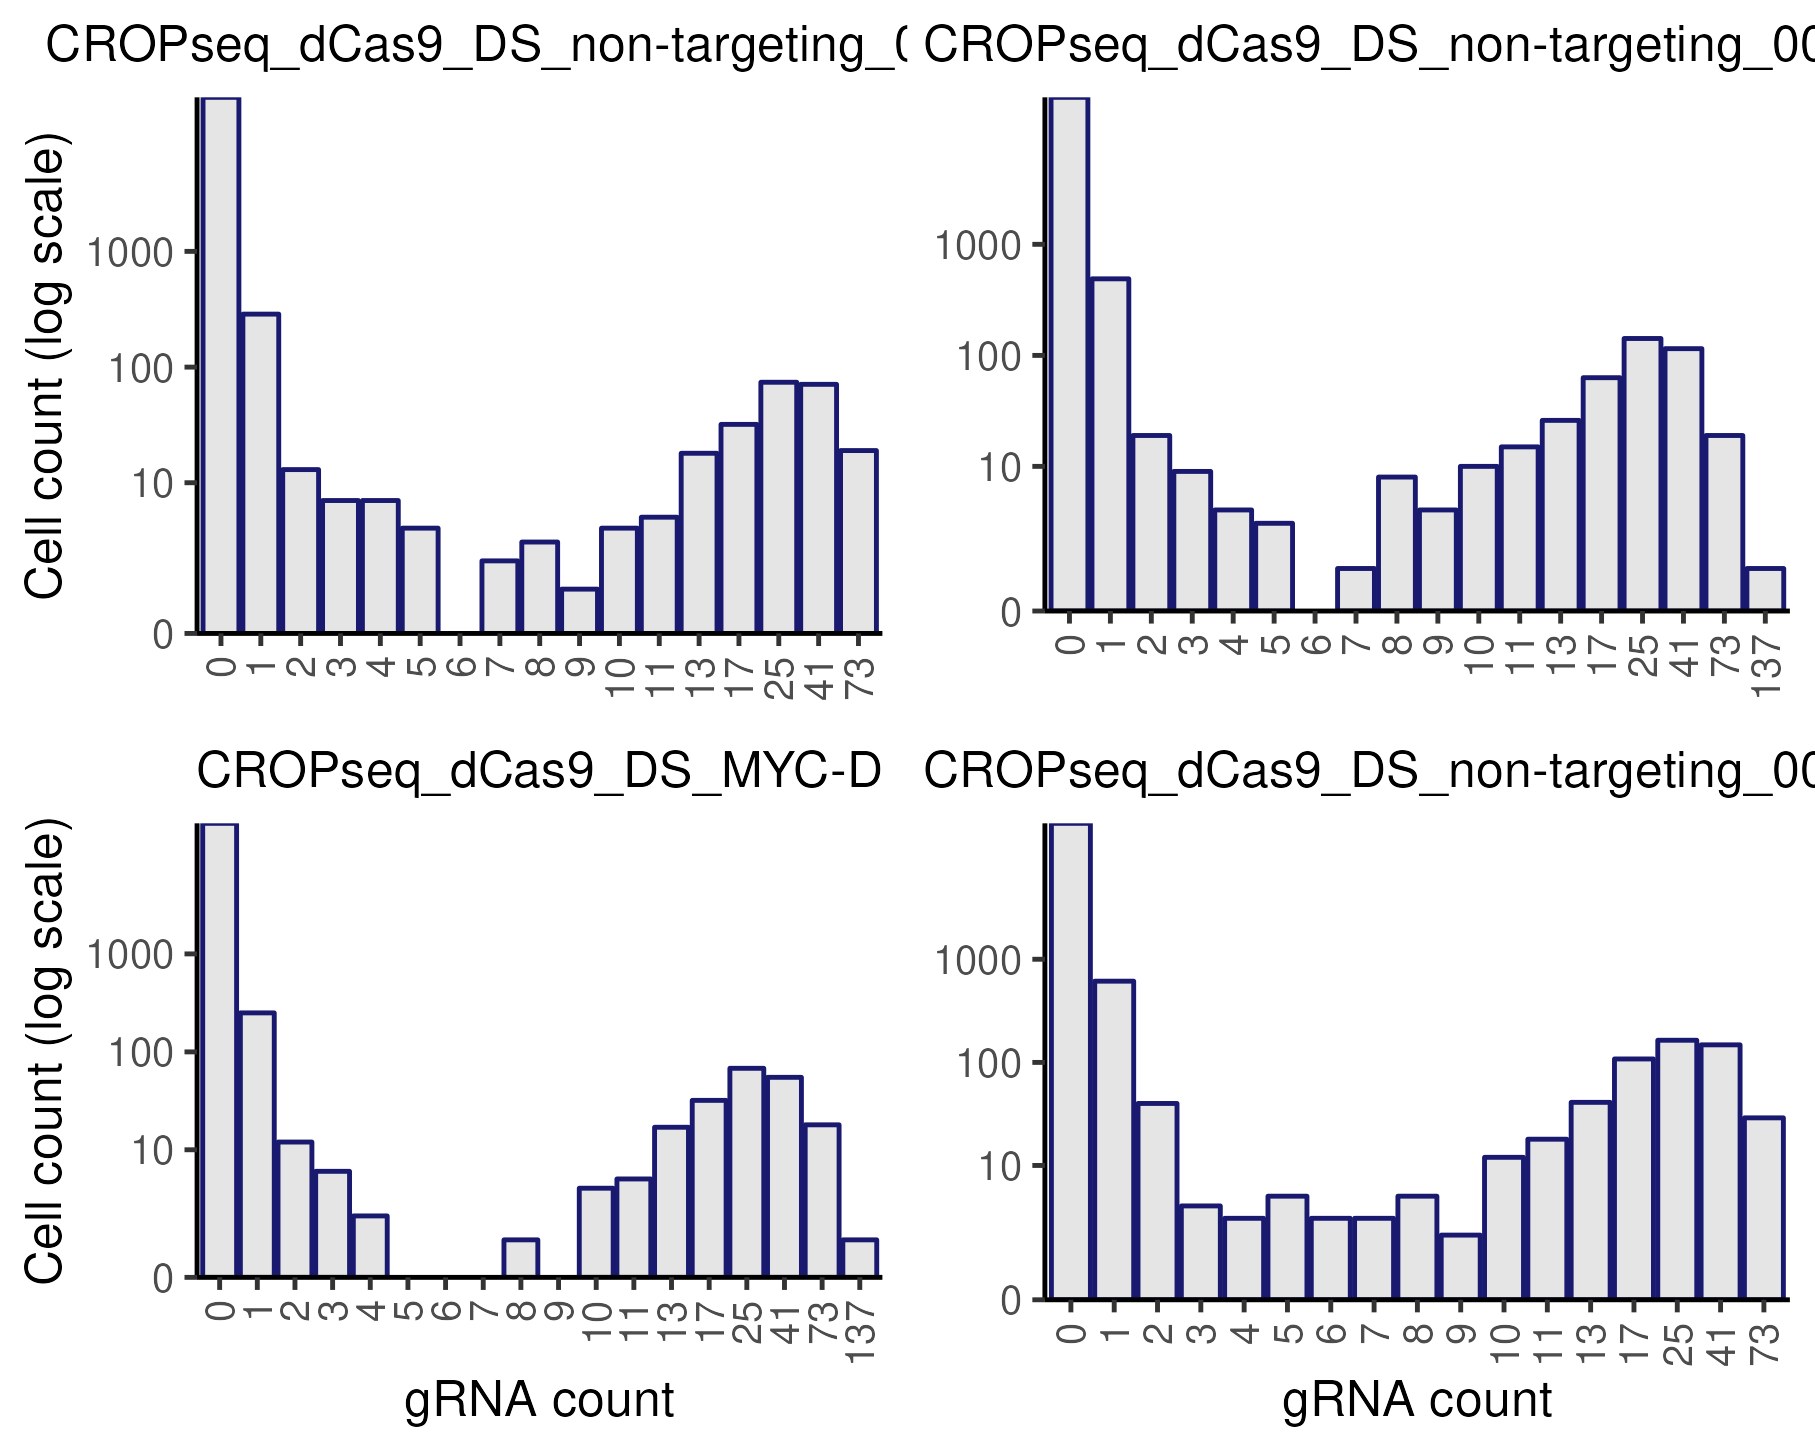 CROPseq_dCas9_DS_non-targeting_0
CROPseq_dCas9_DS_non-targeting_00
Cell count (log scale)
1000
100
10
0
0 1 2 3 4 5 6 7 8 9 10 11 13 17 25 41 73
1000
100
10
0
0 1 2 3 4 5 6 7 8 9 10 11 13 17 25 41 73 137
CROPseq_dCas9_DS_MYC-D
CROPseq_dCas9_DS_non-targeting_00
Cell count (log scale)
1000
100
10
0
0 1 2 3 4 5 6 7 8 9 10 11 13 17 25 41 73 137
gRNA count
1000
100
10
0
0 1 2 3 4 5 6 7 8 9 10 11 13 17 25 41 73
gRNA count